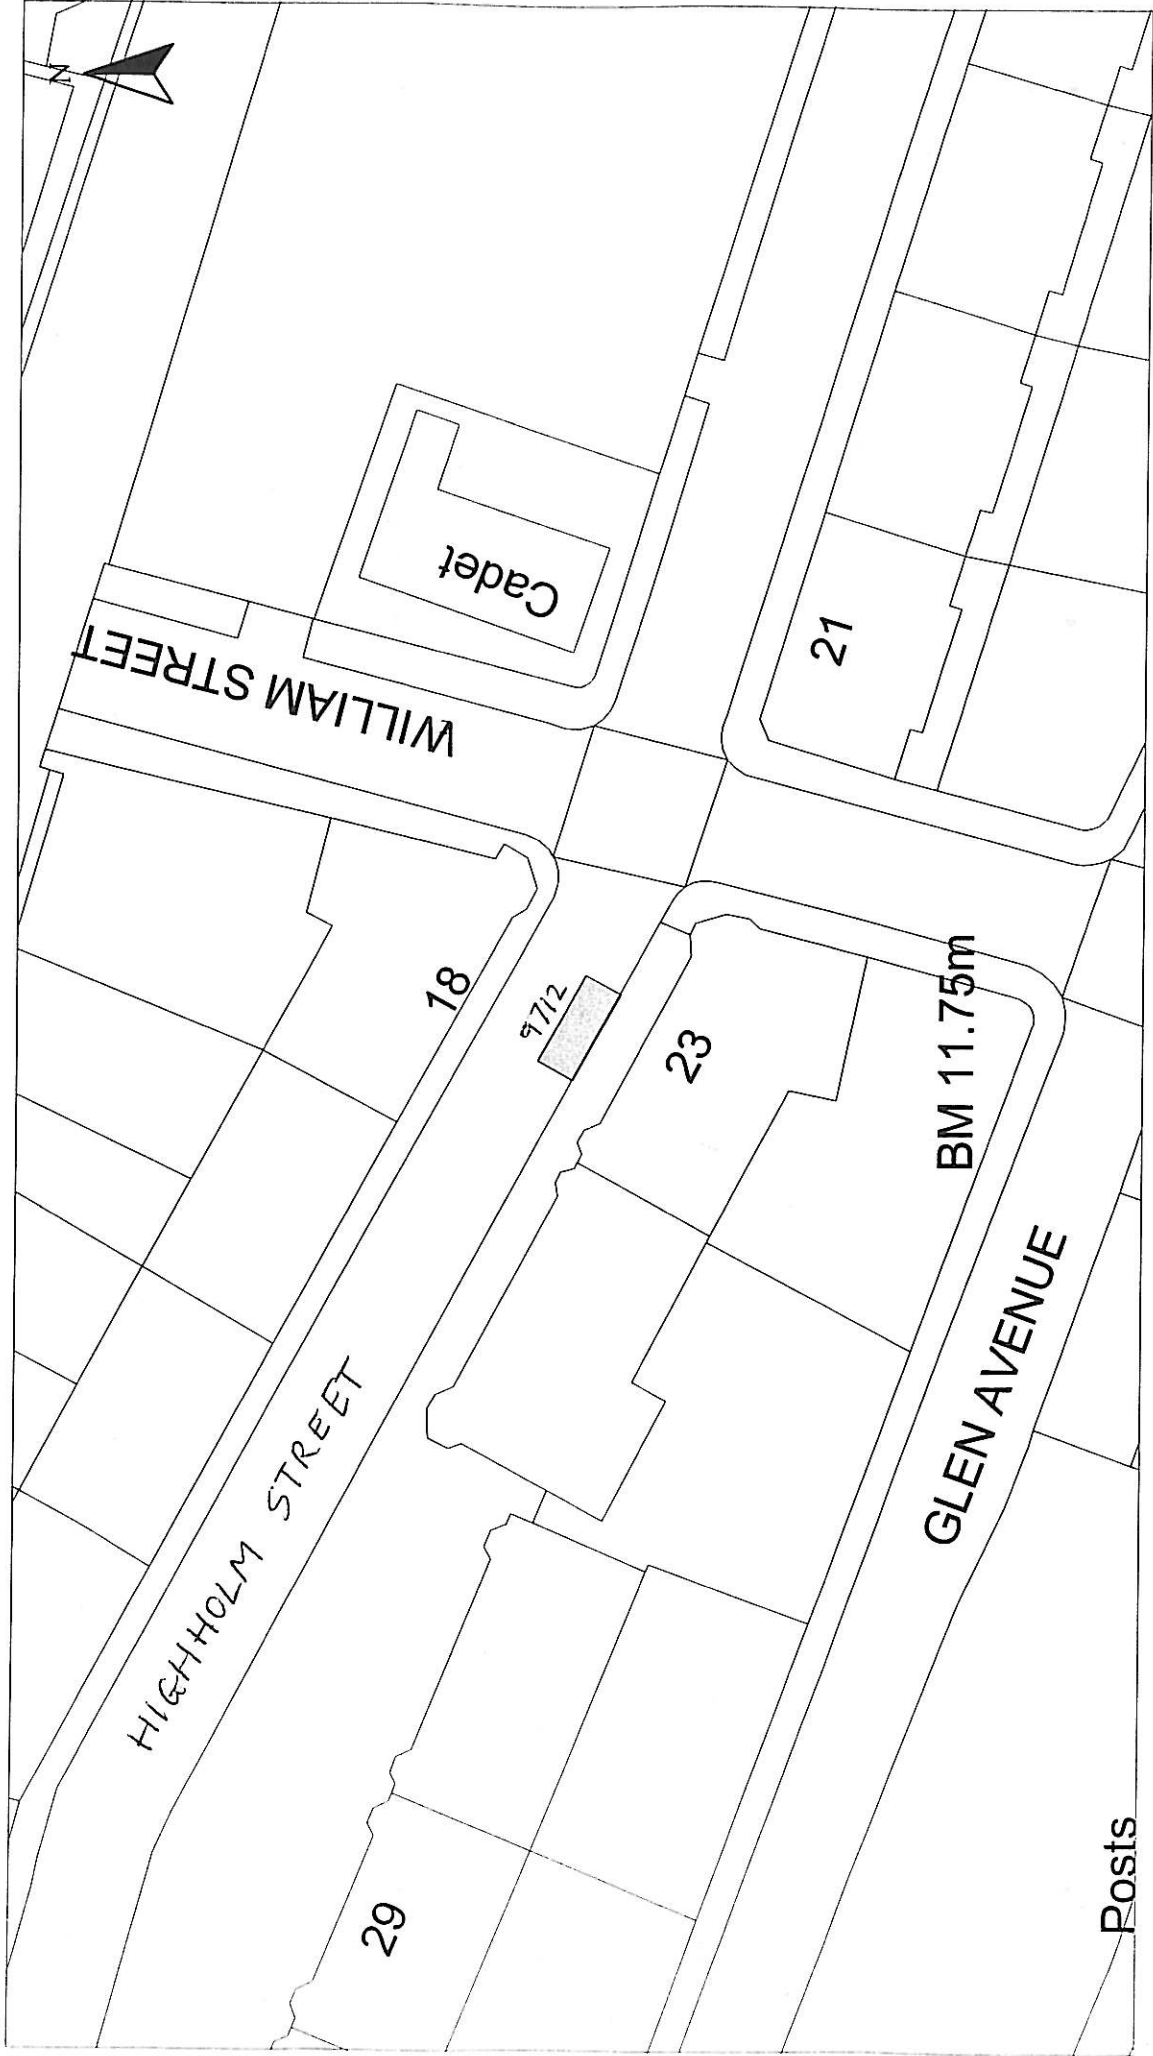 N
WILLIAM STREET
Cadet
21
18
9712
23
BM 11.75m
HIGHHOLM STREET
GLEN AVENUE
29
Posts